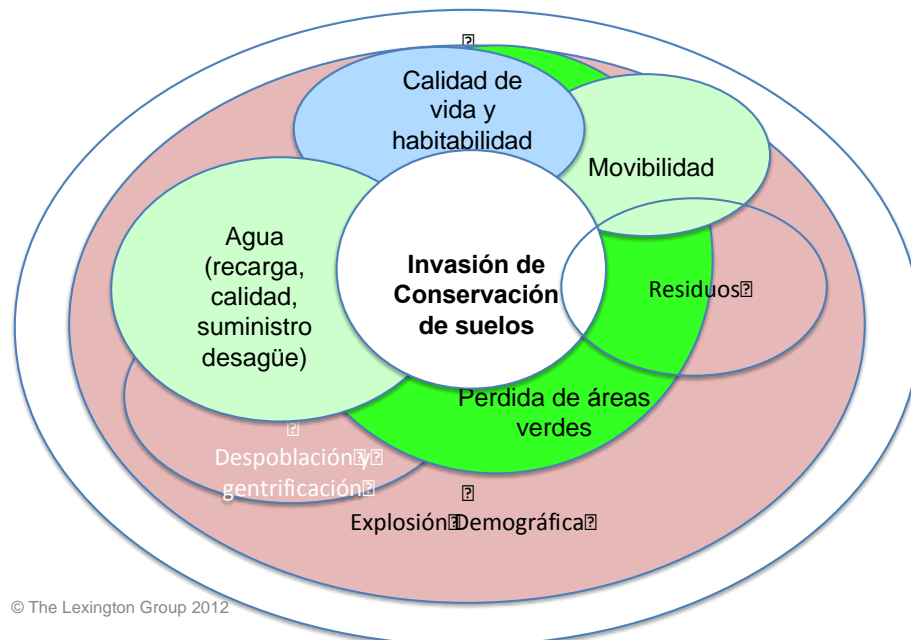 Calidad de
vida y
habitabilidad
Movibilidad
Agua
(recarga,
calidad,
suministro
desagüe)
Invasión de
Conservación
de suelos
Residuos
Perdida de áreas
verdes
Despoblación y
gentrificación
Explosión Demográfica
© The Lexington Group 2012